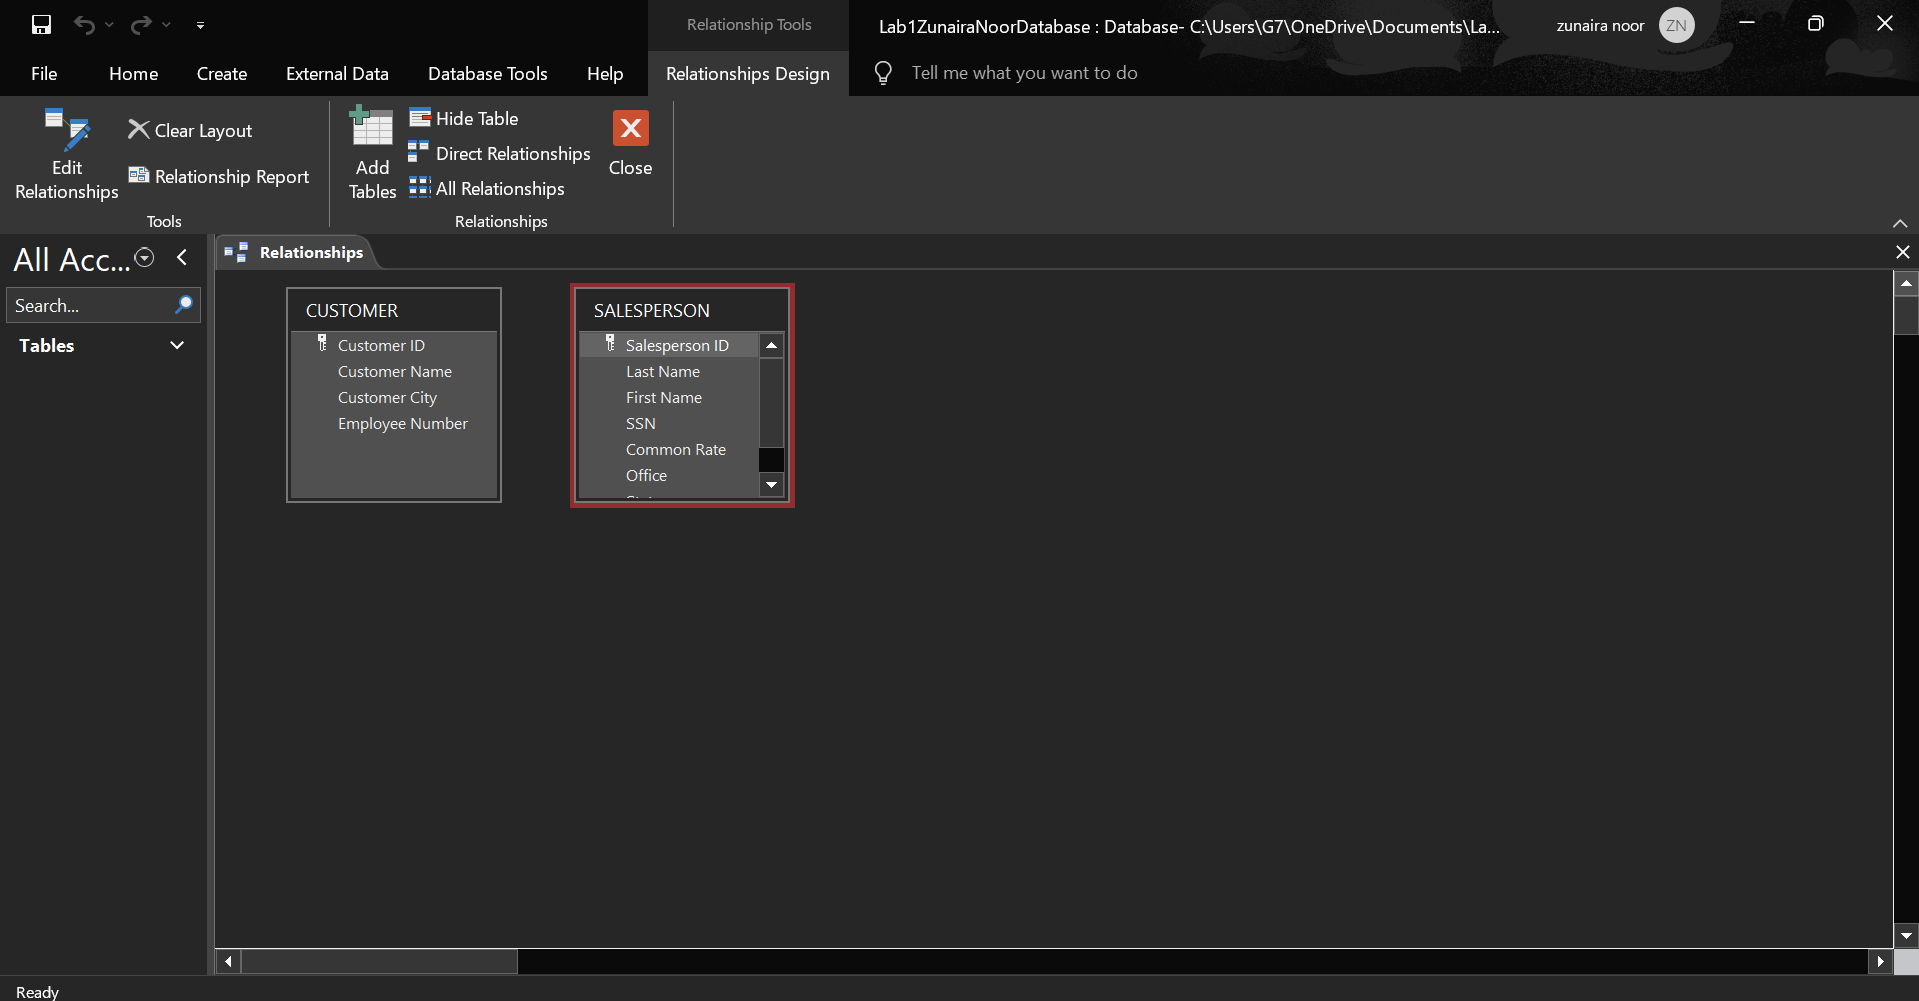 Relationship Tools
Lab1ZunairaNoorDatabase : Database- C:\Users\G7\OneDrive\Documents\La...
zunaira noor
ZN
File
Home
Create
External Data
Database Tools
Help
Relationships Design
Tell me what you want to do
Edit
Relationships
Clear Layout
Relationship Report
Tools
Add
Tables
Hide Table
Direct Relationships
All Relationships
Close
Relationships
All Acc...
Search...
Tables
Relationships
CUSTOMER
Customer ID
Customer Name
Customer City
Employee Number
SALESPERSON
Salesperson ID
Last Name
First Name
SSN
Common Rate
Office
Ready